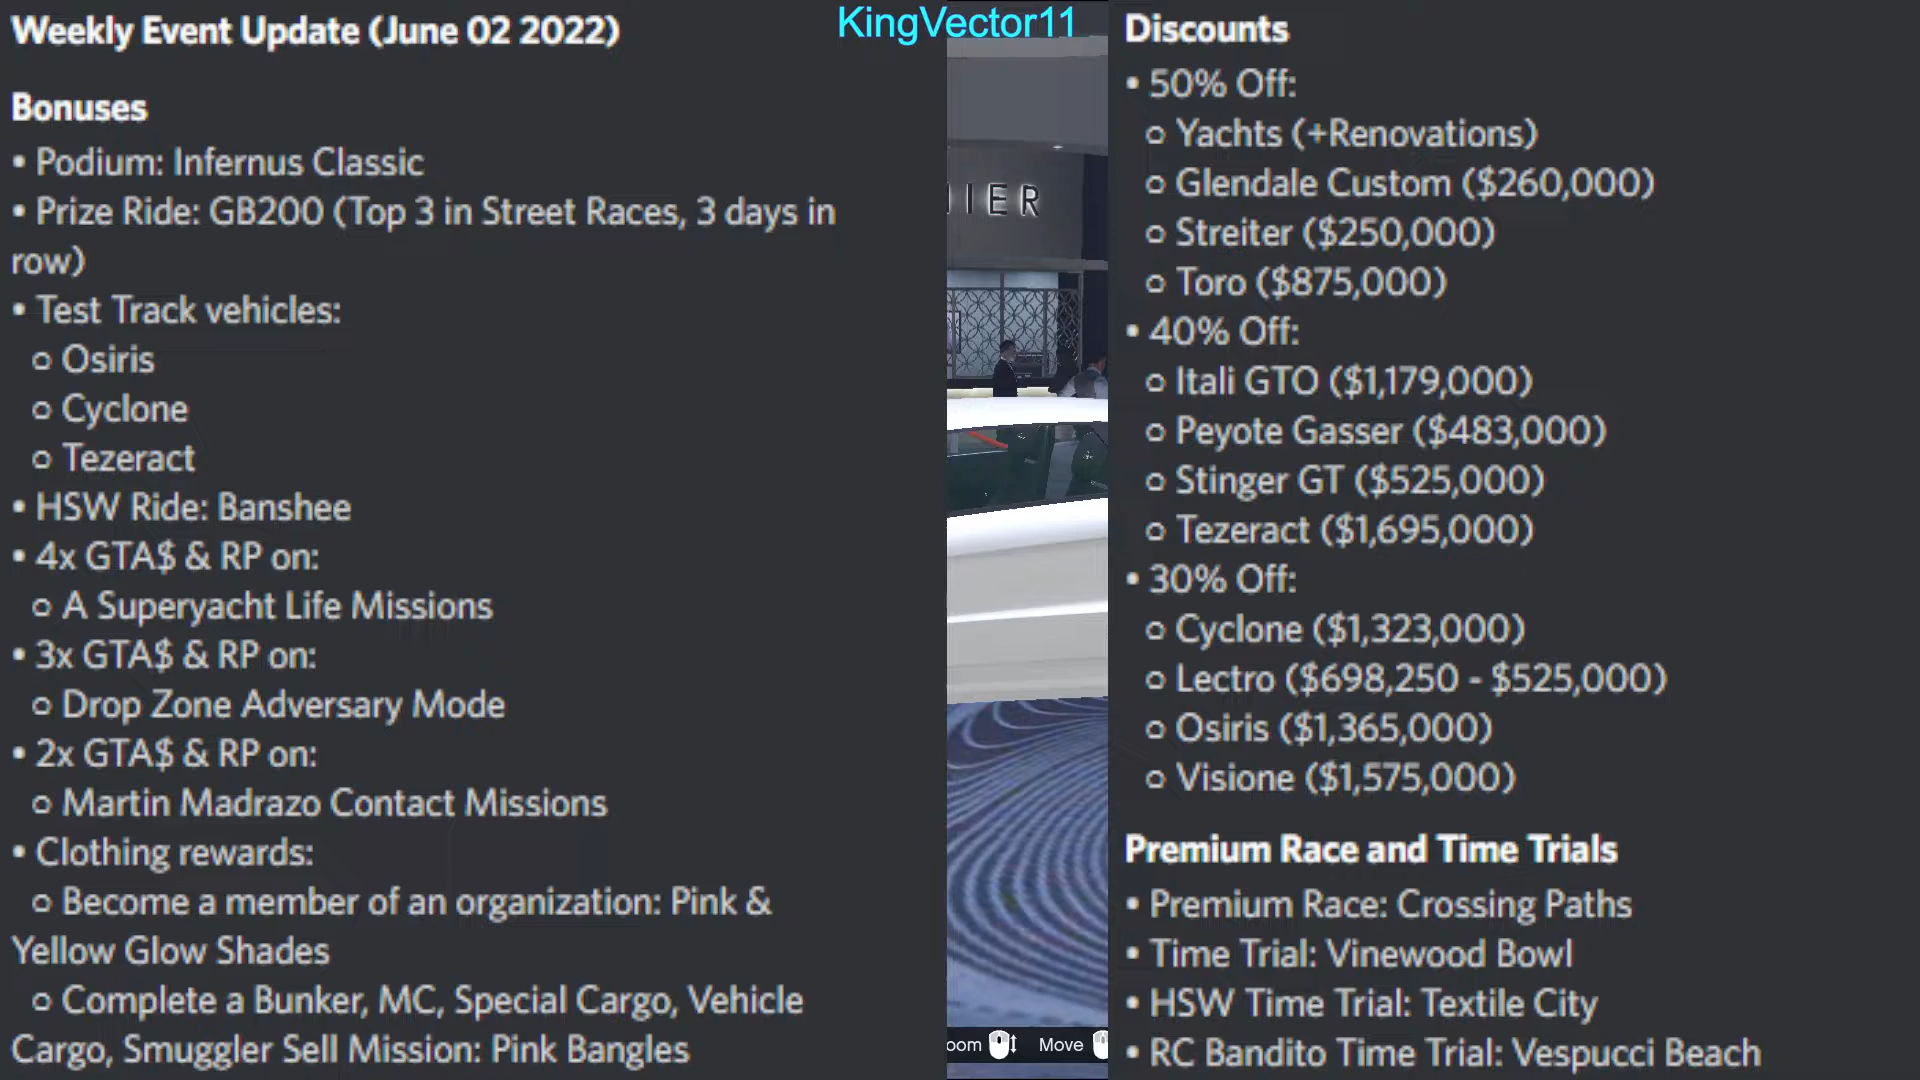 Weekly Event Update (June 02 2022)
Bonuses
• Podium: Infernus Classic
• Prize Ride: GB200 (Top 3 in Street Races, 3 days in
row)
• Test Track vehicles:
○ Osiris
○ Cyclone
○ Tezeract
• HSW Ride: Banshee
• 4x GTA$ & RP on:
○ A Superyacht Life Missions
• 3x GTA$ & RP on:
○ Drop Zone Adversary Mode
• 2x GTA$ & RP on:
○ Martin Madrazo Contact Missions
• Clothing rewards:
○ Become a member of an organization: Pink &
Yellow Glow Shades
○ Complete a Bunker, MC, Special Cargo, Vehicle
Cargo, Smuggler Sell Mission: Pink Bangles
KingVector11
IER
oom Move
Discounts
• 50% Off:
○ Yachts (+Renovations)
○ Glendale Custom ($260,000)
○ Streiter ($250,000)
○ Toro ($875,000)
• 40% Off:
○ Itali GTO ($1,179,000)
○ Peyote Gasser ($483,000)
○ Stinger GT ($525,000)
○ Tezeract ($1,695,000)
• 30% Off:
○ Cyclone ($1,323,000)
○ Lectro ($698,250 - $525,000)
○ Osiris ($1,365,000)
○ Visione ($1,575,000)
Premium Race and Time Trials
• Premium Race: Crossing Paths
• Time Trial: Vinewood Bowl
• HSW Time Trial: Textile City
• RC Bandito Time Trial: Vespucci Beach